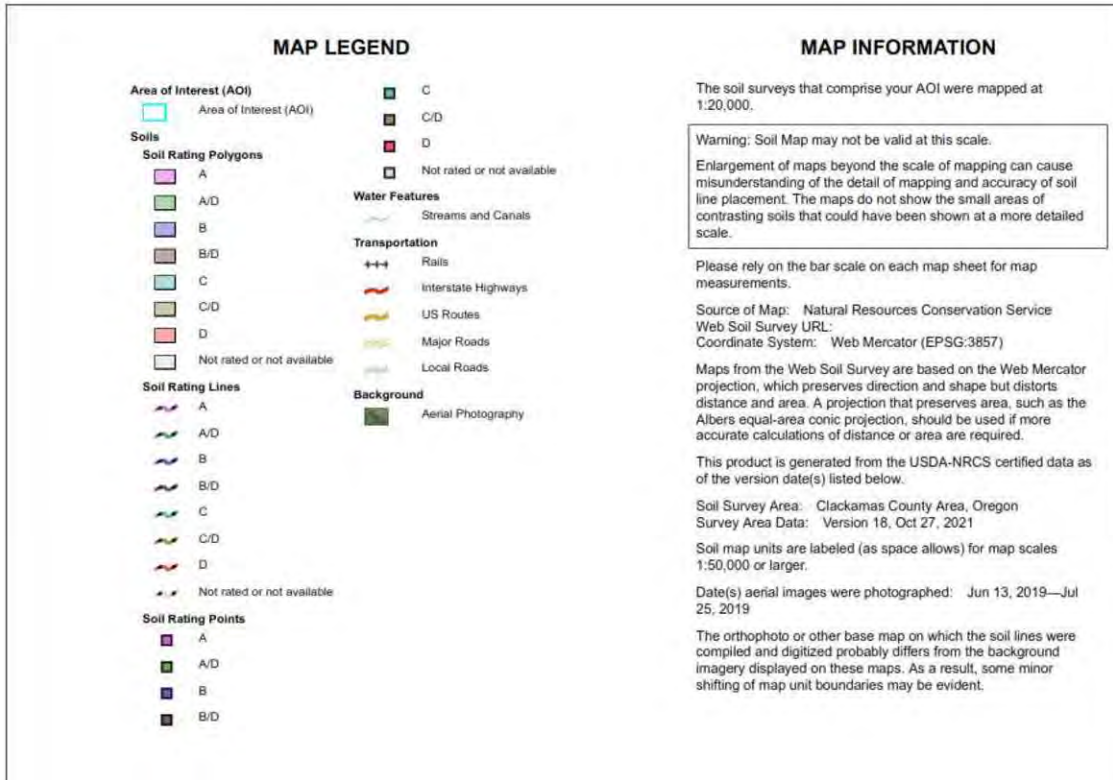 MAP LEGEND
Area of Interest (AOI)
Area of Interest (AOI)
Soils
Soil Rating Polygons
A
A/D
B
B/D
C
C/D
D
Not rated or not available
Soil Rating Lines
A
A/D
B
B/D
C
C/D
D
Not rated or not available
Soil Rating Points
A
A/D
B
B/D
C
C/D
D
Not rated or not available
Water Features
Streams and Canals
Transportation
Rails
Interstate Highways
US Routes
Major Roads
Local Roads
Background
Aerial Photography
MAP INFORMATION
The soil surveys that comprise your AOI were mapped at
1:20,000.
Warning: Soil Map may not be valid at this scale.
Enlargement of maps beyond the scale of mapping can cause
misunderstanding of the detail of mapping and accuracy of soil
line placement. The maps do not show the small areas of
contrasting soils that could have been shown at a more detailed
scale.
Please rely on the bar scale on each map sheet for map
measurements.
Source of Map: Natural Resources Conservation Service
Web Soil Survey URL:
Coordinate System: Web Mercator (EPSG:3857)
Maps from the Web Soil Survey are based on the Web Mercator
projection, which preserves direction and shape but distorts
distance and area. A projection that preserves area, such as the
Albers equal-area conic projection, should be used if more
accurate calculations of distance or area are required.
This product is generated from the USDA-NRCS certified data as
of the version date(s) listed below.
Soil Survey Area: Clackamas County Area, Oregon
Survey Area Data: Version 18, Oct 27, 2021
Soil map units are labeled (as space allows) for map scales
1:50,000 or larger.
Date(s) aerial images were photographed: Jun 13, 2019—Jul
25, 2019
The orthophoto or other base map on which the soil lines were
compiled and digitized probably differs from the background
imagery displayed on these maps. As a result, some minor
shifting of map unit boundaries may be evident.